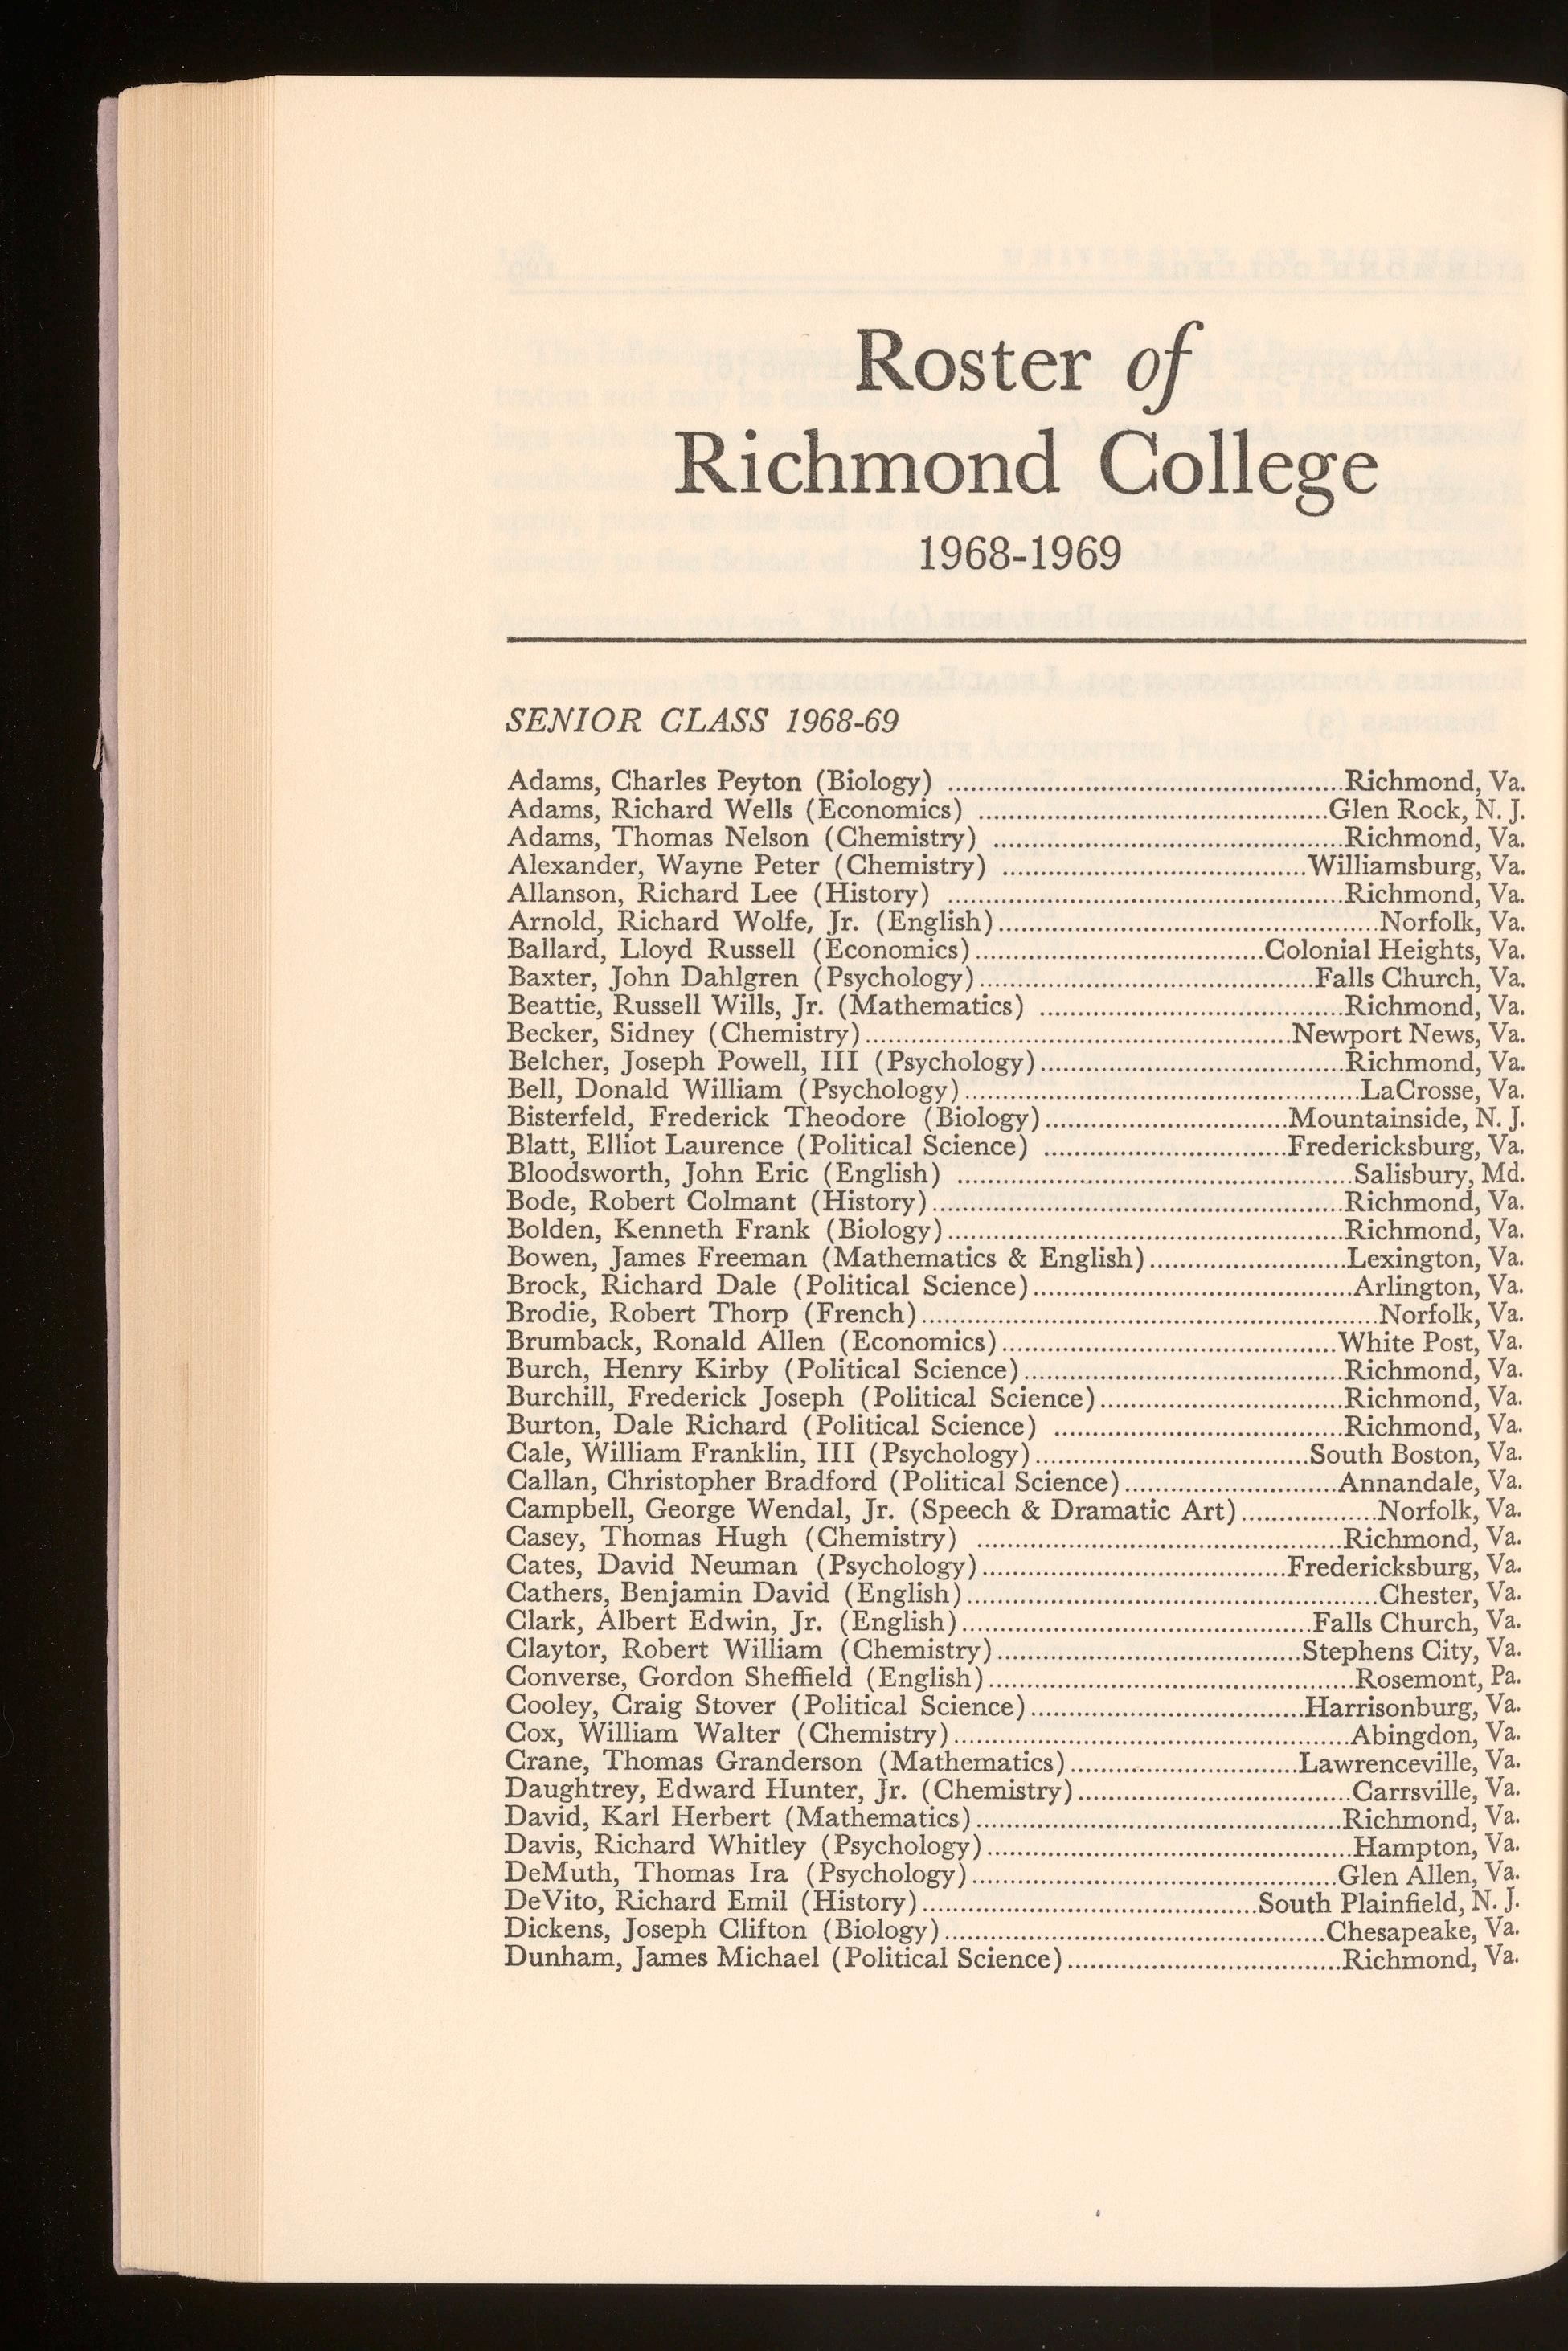 Roster of
Richmond College
1968-1969
SENIOR CLASS 1968-69
Adams, Charles Peyton (Biology) ....................Richmond, Va.
Adams, Richard Wells (Economics) ....................Glen Rock, N. J.
Adams, Thomas Nelson (Chemistry) ....................Richmond, Va.
Alexander, Wayne Peter (Chemistry) ....................Williamsburg, Va.
Allanson, Richard Lee (History) ....................Richmond, Va.
Arnold, Richard Wolfe, Jr. (English)....................Norfolk, Va.
Ballard, Lloyd Russell (Economics)....................Colonial Heights, Va.
Baxter, John Dahlgren (Psychology)....................Falls Church, Va.
Beattie, Russell Wills, Jr. (Mathematics) ....................Richmond, Va.
Becker, Sidney (Chemistry)....................Newport News, Va.
Belcher, Joseph Powell, III (Psychology)....................Richmond, Va.
Bell, Donald William (Psychology)....................LaCrosse, Va.
Bisterfeld, Frederick Theodore (Biology)....................Mountainside, N. J.
Blatt, Elliot Laurence (Political Science) ....................Fredericksburg, Va.
Bloodsworth, John Eric (English) ....................Salisbury, Md.
Bode, Robert Colmant (History)....................Richmond, Va.
Bolden, Kenneth Frank (Biology)....................Richmond, Va.
Bowen, James Freeman (Mathematics & English)....................Lexington, Va.
Brock, Richard Dale (Political Science)....................Arlington, Va.
Brodie, Robert Thorp (French)....................Norfolk, Va.
Brumback, Ronald Allen (Economics)....................White Post, Va.
Burch, Henry Kirby (Political Science)....................Richmond, Va.
Burchill, Frederick Joseph (Political Science)....................Richmond, Va.
Burton, Dale Richard (Political Science) ....................Richmond, Va.
Cale, William Franklin, III (Psychology)....................South Boston, Va.
Callan, Christopher Bradford (Political Science)....................Annandale, Va.
Campbell, George Wendal, Jr. (Speech & Dramatic Art)..................Norfolk, Va.
Casey, Thomas Hugh (Chemistry) ....................Richmond, Va.
Cates, David Neuman (Psychology)....................Fredericksburg, Va.
Cathers, Benjamin David (English)....................Chester, Va.
Clark, Albert Edwin, Jr. (English)....................Falls Church, Va.
Claytor, Robert William (Chemistry)....................Stephens City, Va.
Converse, Gordon Sheffield (English)....................Rosemont, Pa.
Cooley, Craig Stover (Political Science)....................Harrisonburg, Va.
Cox, William Walter (Chemistry)....................Abingdon, Va.
Crane, Thomas Granderson (Mathematics)....................Lawrenceville, Va.
Daughtrey, Edward Hunter, Jr. (Chemistry)....................Carrsville, Va.
David, Karl Herbert (Mathematics)....................Richmond, Va.
Davis, Richard Whitley (Psychology)....................Hampton, Va.
DeMuth, Thomas Ira (Psychology)....................Glen Allen, Va.
DeVito, Richard Emil (History)....................South Plainfield, N. J.
Dickens, Joseph Clifton (Biology)....................Chesapeake, Va.
Dunham, James Michael (Political Science)....................Richmond, Va.